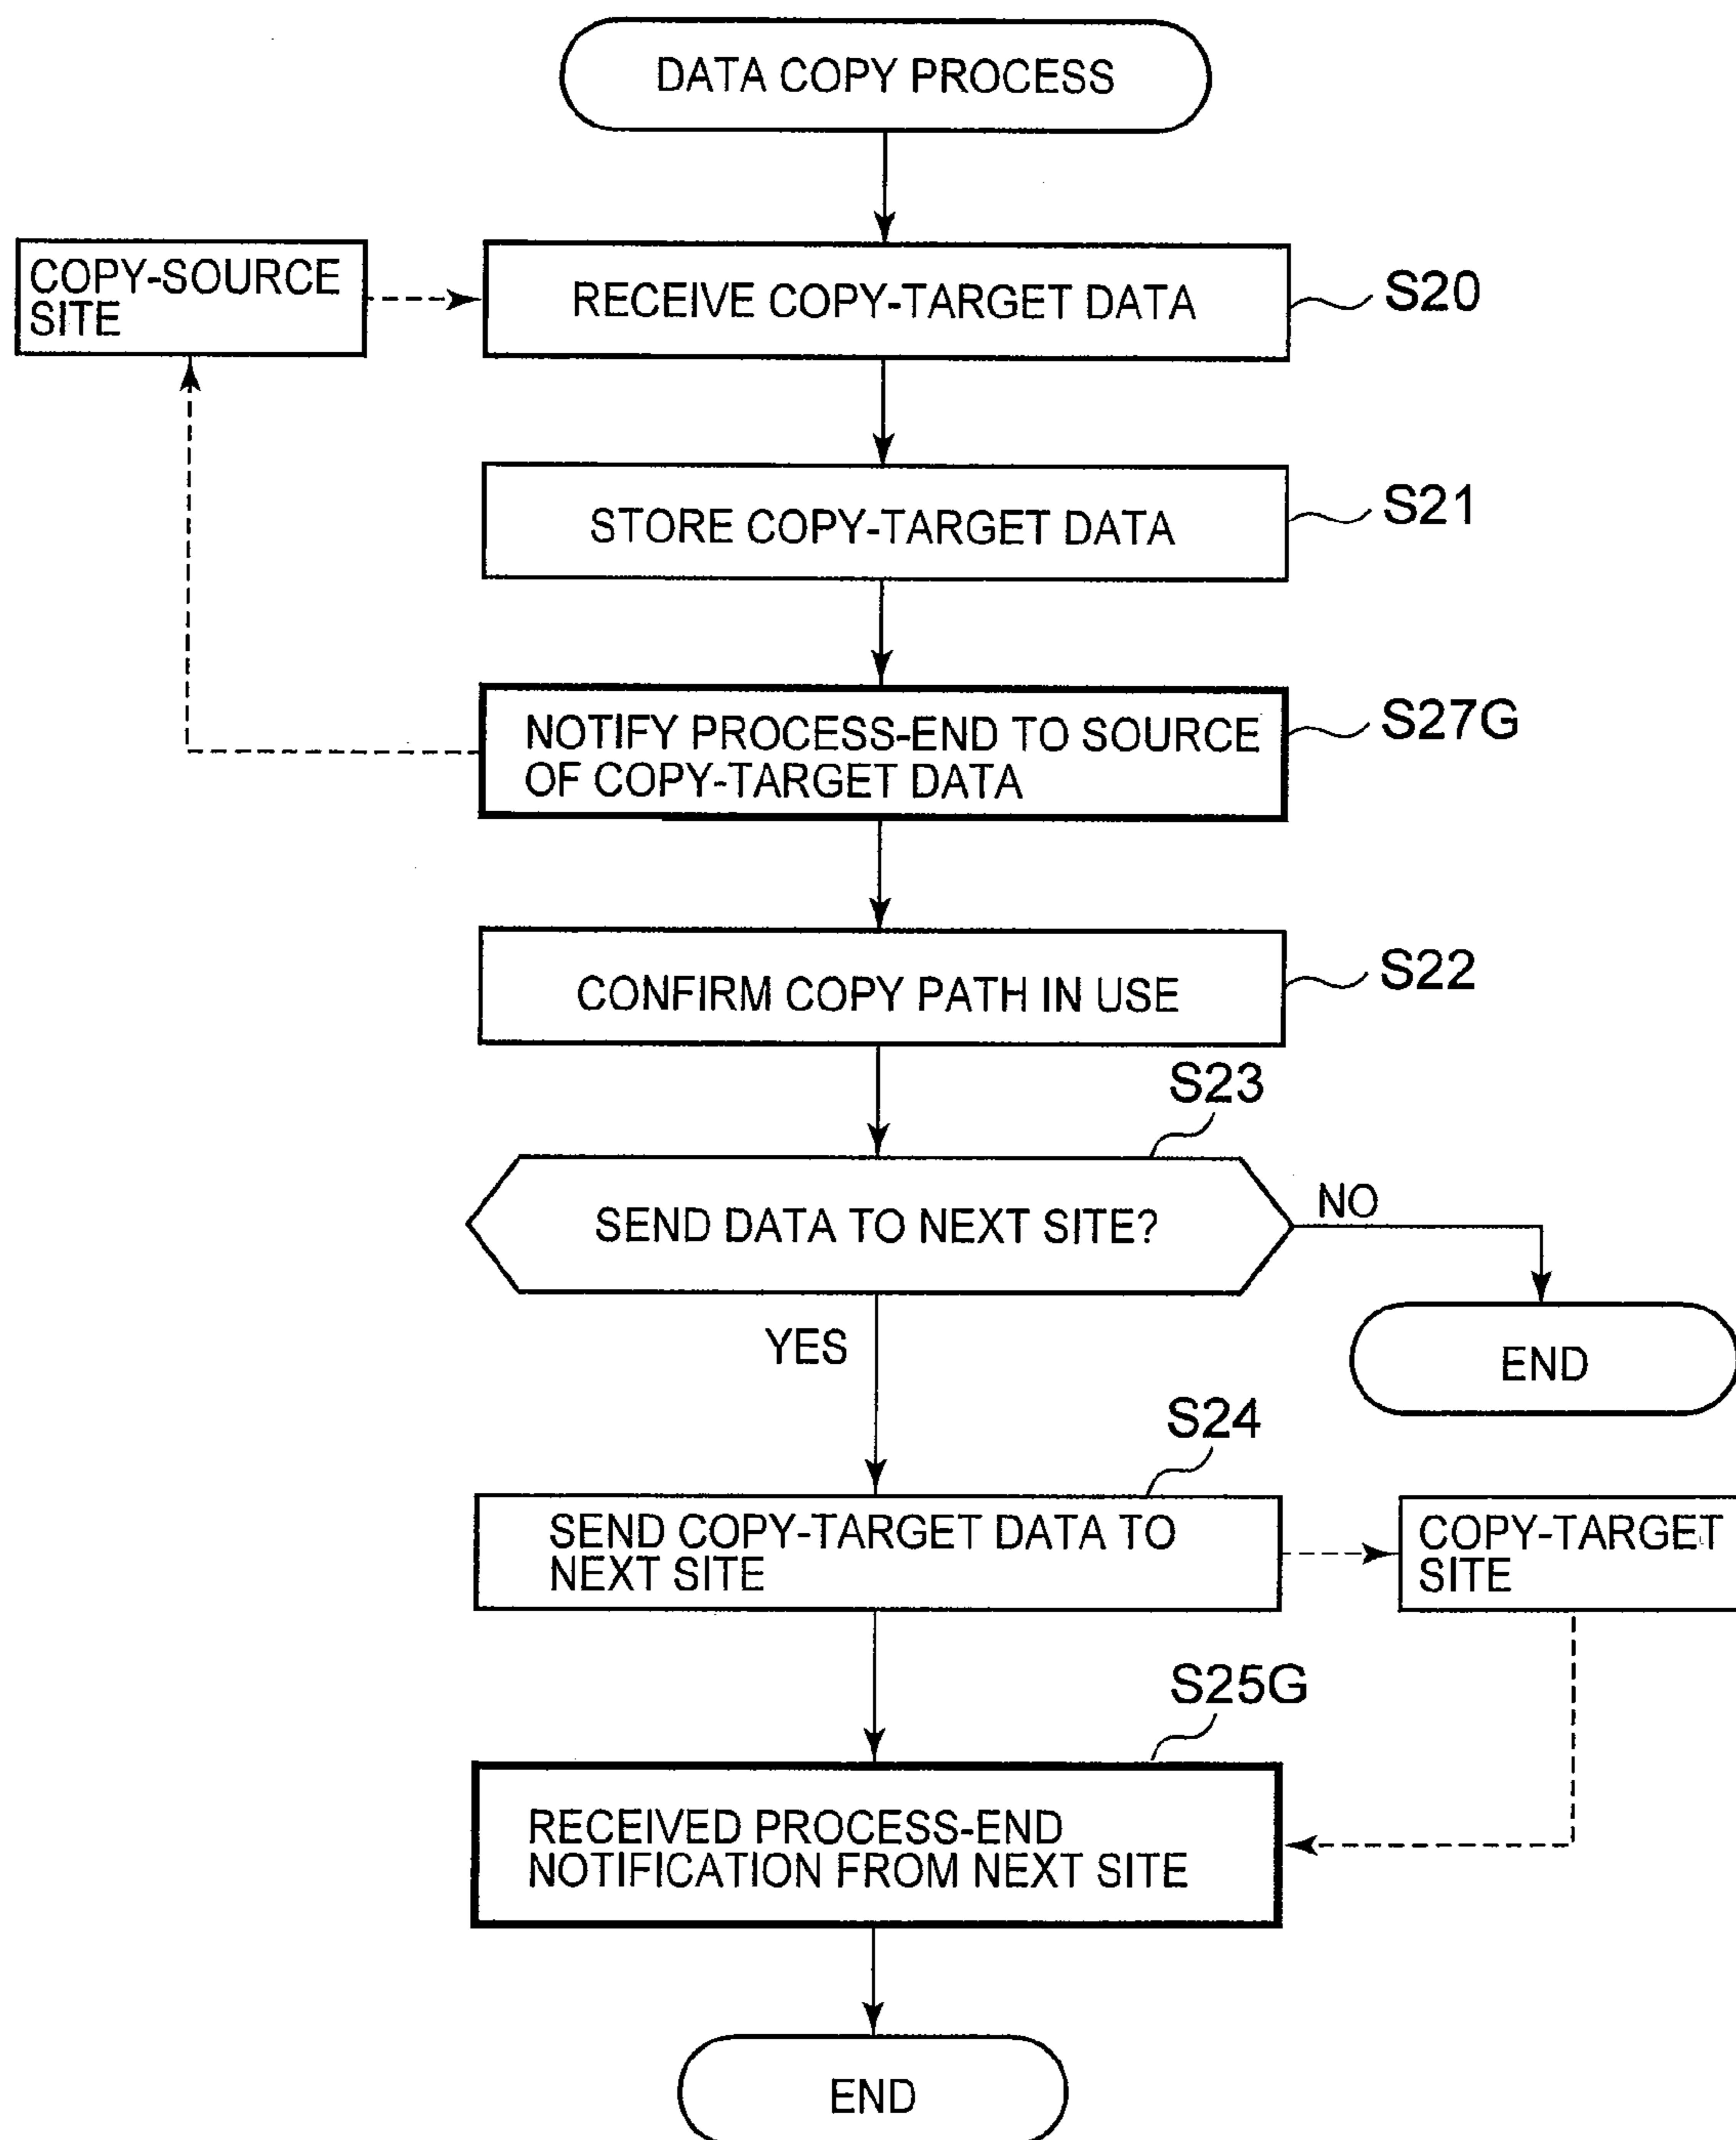 DATA COPY PROCESS
COPY-SOURCE
SITE
RECEIVE COPY-TARGET DATA
S20
STORE COPY-TARGET DATA
S21
NOTIFY PROCESS-END TO SOURCE
OF COPY-TARGET DATA
S27G
CONFIRM COPY PATH IN USE
S22
S23
SEND DATA TO NEXT SITE?
NO
YES
END
S24
SEND COPY-TARGET DATA TO
NEXT SITE
COPY-TARGET
SITE
S25G
RECEIVED PROCESS-END
NOTIFICATION FROM NEXT SITE
END